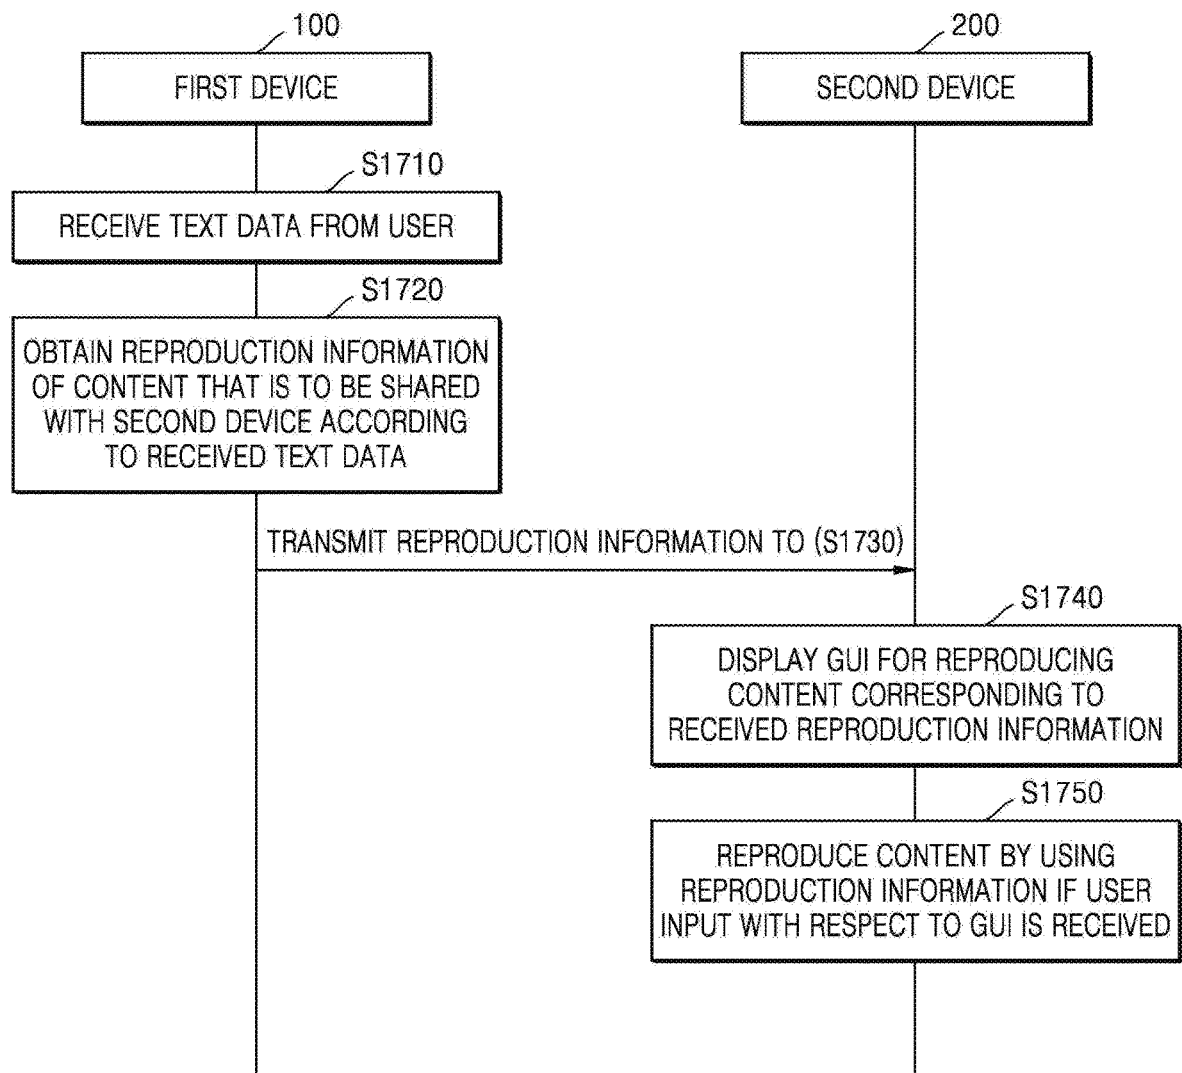 100
FIRST DEVICE
200
SECOND DEVICE
S1710
RECEIVE TEXT DATA FROM USER
S1720
OBTAIN REPRODUCTION INFORMATION
OF CONTENT THAT IS TO BE SHARED
WITH SECOND DEVICE ACCORDING
TO RECEIVED TEXT DATA
TRANSMIT REPRODUCTION INFORMATION TO (S1730)
S1740
DISPLAY GUI FOR REPRODUCING
CONTENT CORRESPONDING TO
RECEIVED REPRODUCTION INFORMATION
S1750
REPRODUCE CONTENT BY USING
REPRODUCTION INFORMATION IF USER
INPUT WITH RESPECT TO GUI IS RECEIVED